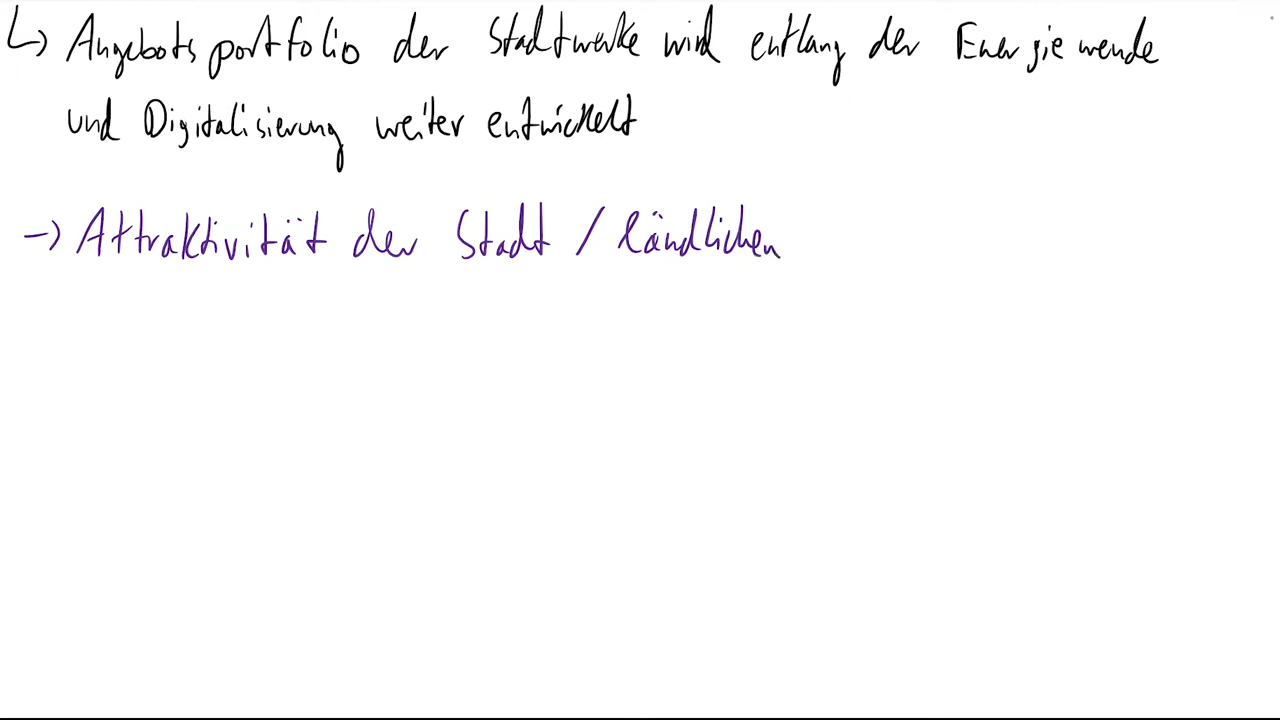 ↳ Angebotsportfolio der Stadtwerke wird entlang der Energiewende
und Digitalisierung weiter entwickelt
→ Attraktivität der Stadt / ländlichen